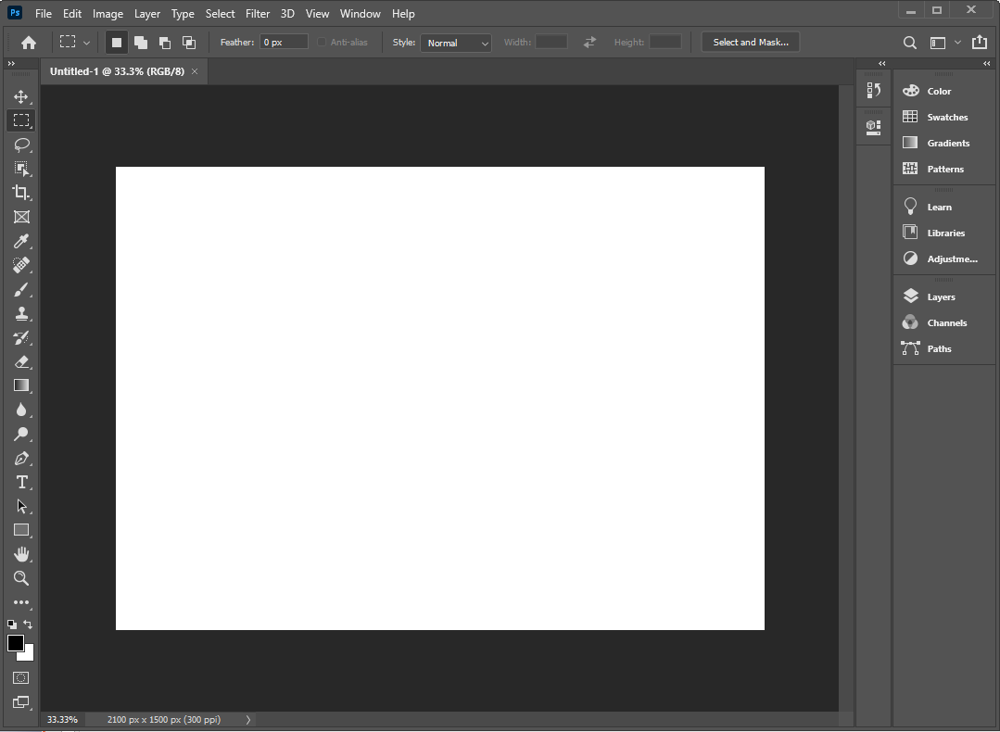 Ps File Edit Image Layer Type Select Filter 3D View Window Help
Feather: 0 px Anti-alias Style: Normal Width: Height: Select and Mask...
Untitled-1 @ 33.3% (RGB/8)
Color
Swatches
Gradients
Patterns
Learn
Libraries
Adjustme...
Layers
Channels
Paths
33.33% 2100 px x 1500 px (300 ppi)